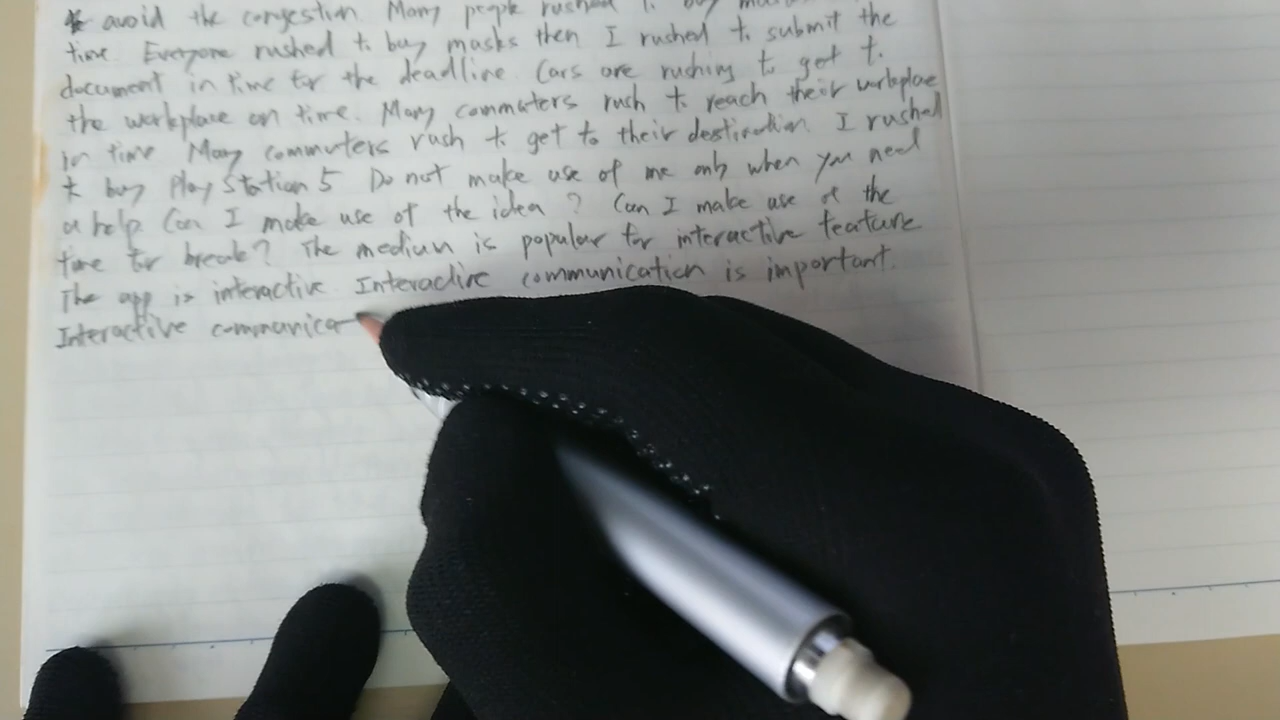 to avoid the congestion. Many people rushed to buy
time. Everyone rushed to buy masks then I rushed to submit the
document in time for the deadline. Cars are rushing to get to
the workplace on time. Many commuters rush to reach their workplace
in time Many commuters rush to get to their destination. I rushed
to buy PlayStation 5 Do not make use of me only when you need
a help. Can I make use of the idea? Can I make use of the
time for break? The medium is popular for interactive feature
The app is interactive Interactive communication is important.
Interactive communica